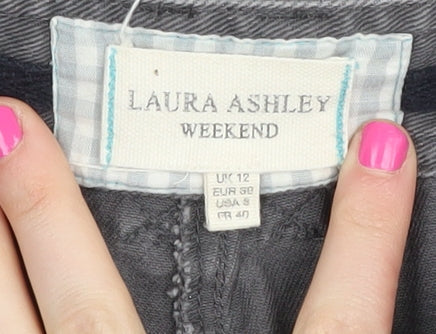 LAURA ASHLEY
WEEKEND
UK 12
EUR 38
USA 8
FR 40